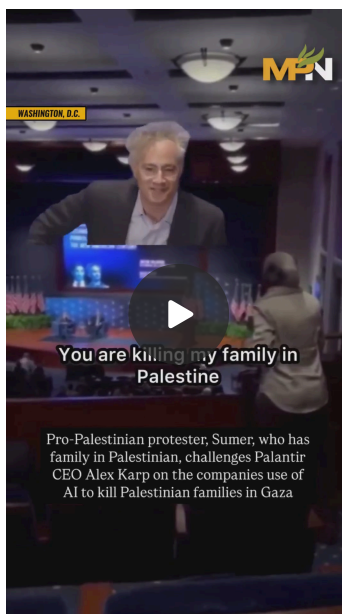 MPN
WASHINGTON, D.C.
You are killing my family in
Palestine
Pro-Palestinian protester, Sumer, who has
family in Palestinian, challenges Palantir
CEO Alex Karp on the companies use of
AI to kill Palestinian families in Gaza